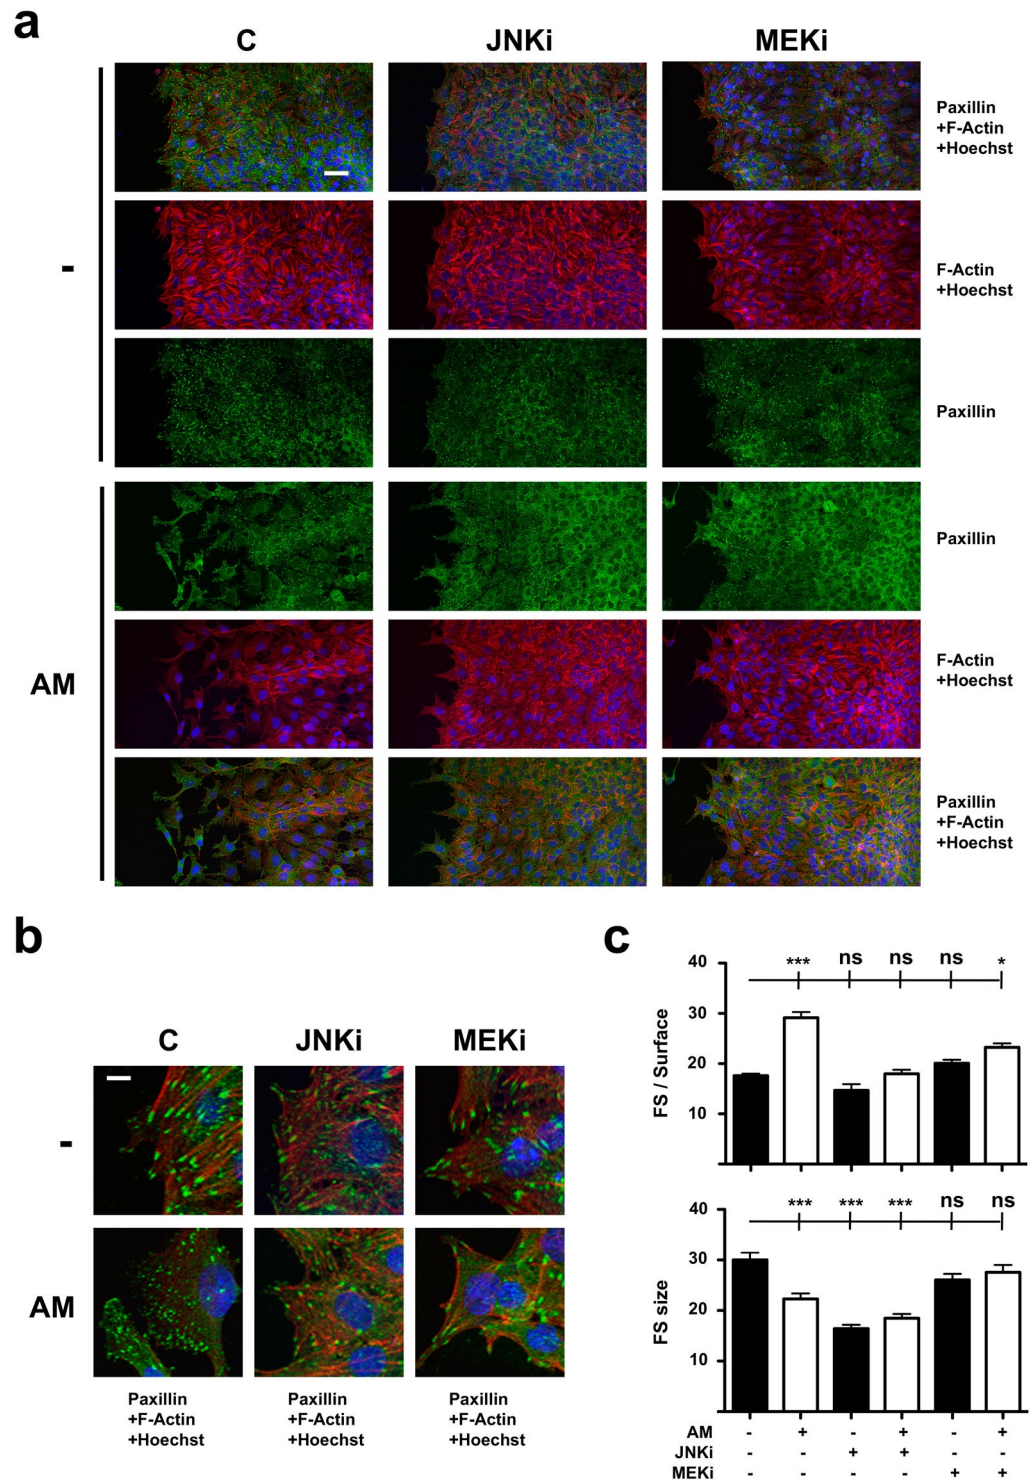 a
C JNKi MEKi
Paxillin
+F-Actin
+Hoechst
-
F-Actin
+Hoechst
Paxillin
Paxillin
AM
F-Actin
+Hoechst
Paxillin
+F-Actin
+Hoechst
b
C JNKi MEKi
-
AM
Paxillin
+F-Actin
+Hoechst
Paxillin
+F-Actin
+Hoechst
Paxillin
+F-Actin
+Hoechst
c
*** ns ns ns *
40
30
20
10
FS / Surface
*** *** *** ns ns
40
30
20
10
FS size
AM - + - + - +
JNKi - - + + - -
MEKi - - - - + +